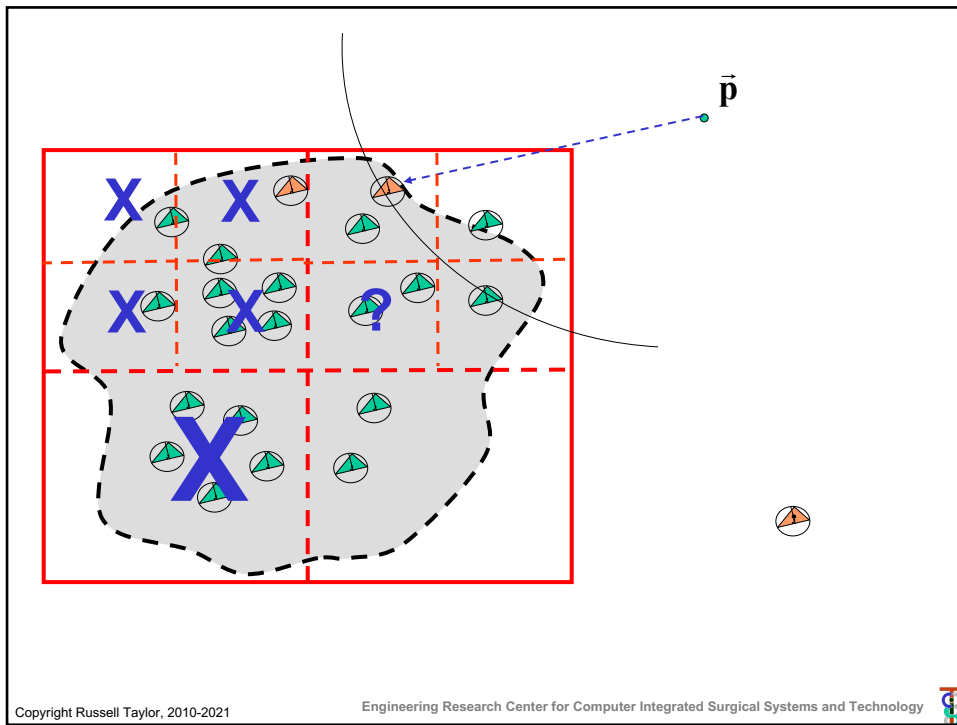 p⃗
X X
X X ?
X
Copyright Russell Taylor, 2010-2021
Engineering Research Center for Computer Integrated Surgical Systems and Technology